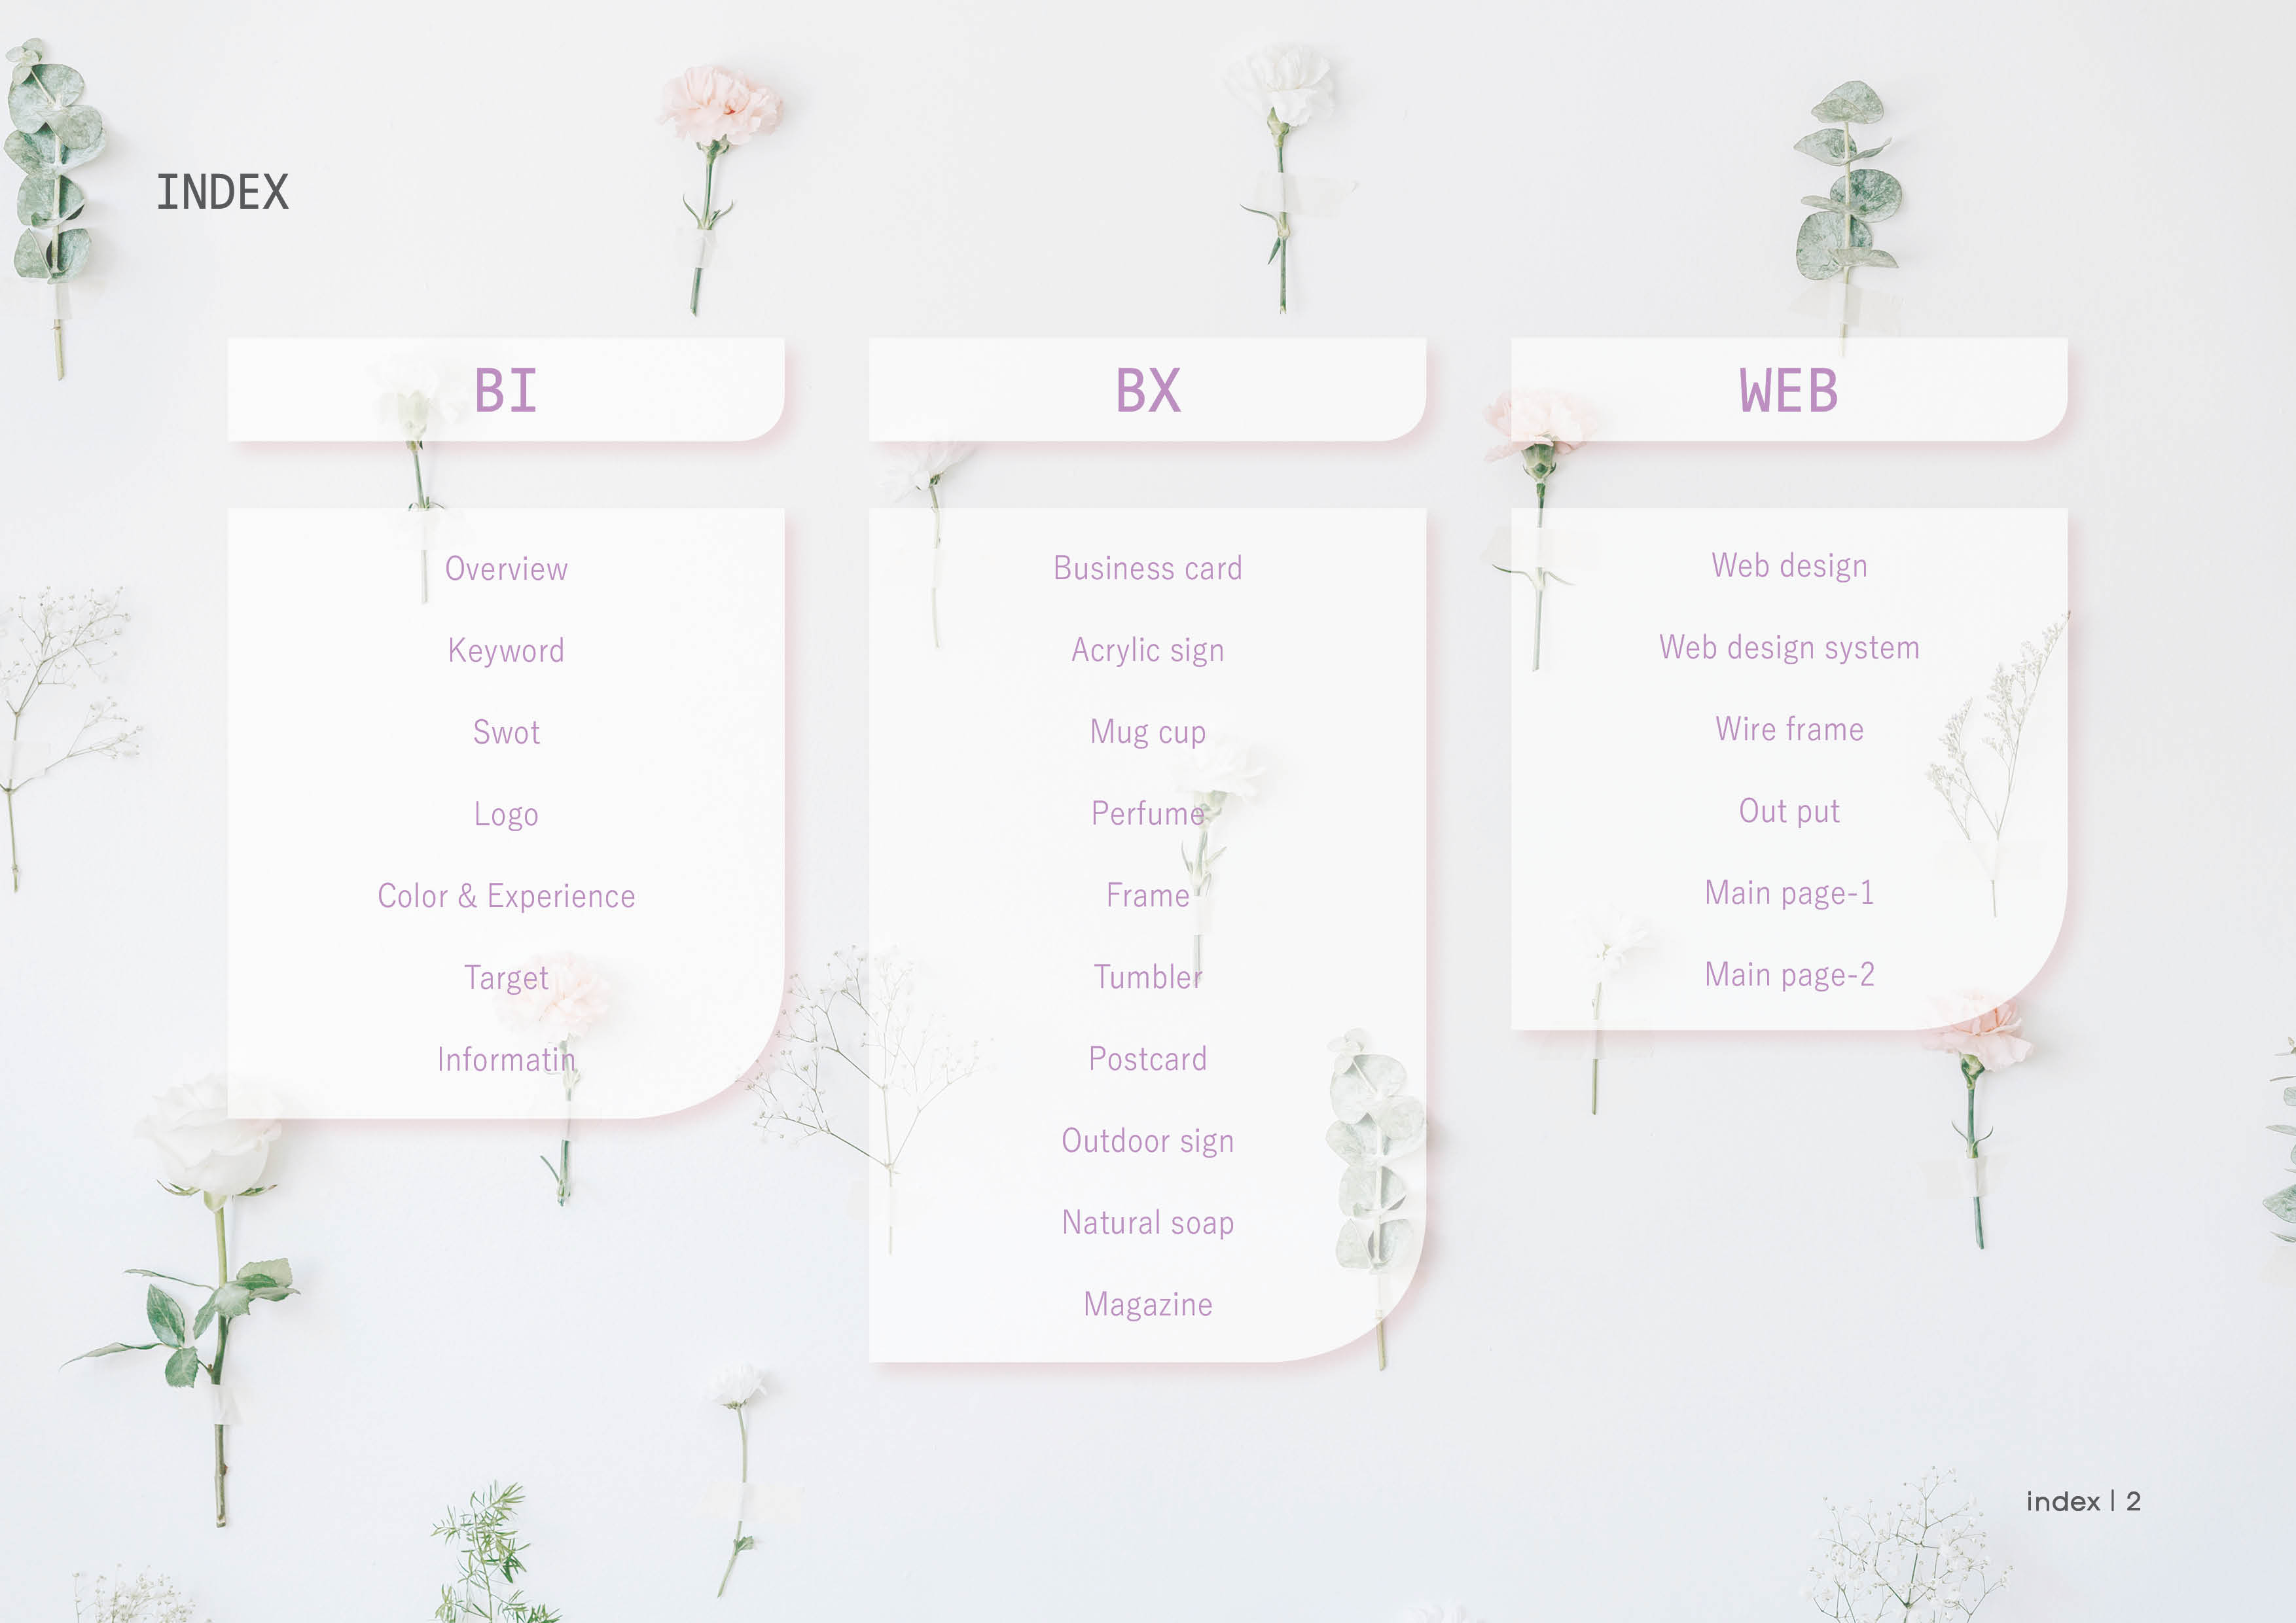 INDEX
BI
Overview
Keyword
Swot
Logo
Color & Experience
Target
Informatin
BX
Business card
Acrylic sign
Mug cup
Perfume
Frame
Tumbler
Postcard
Outdoor sign
Natural soap
Magazine
WEB
Web design
Web design system
Wire frame
Out put
Main page-1
Main page-2
index | 2